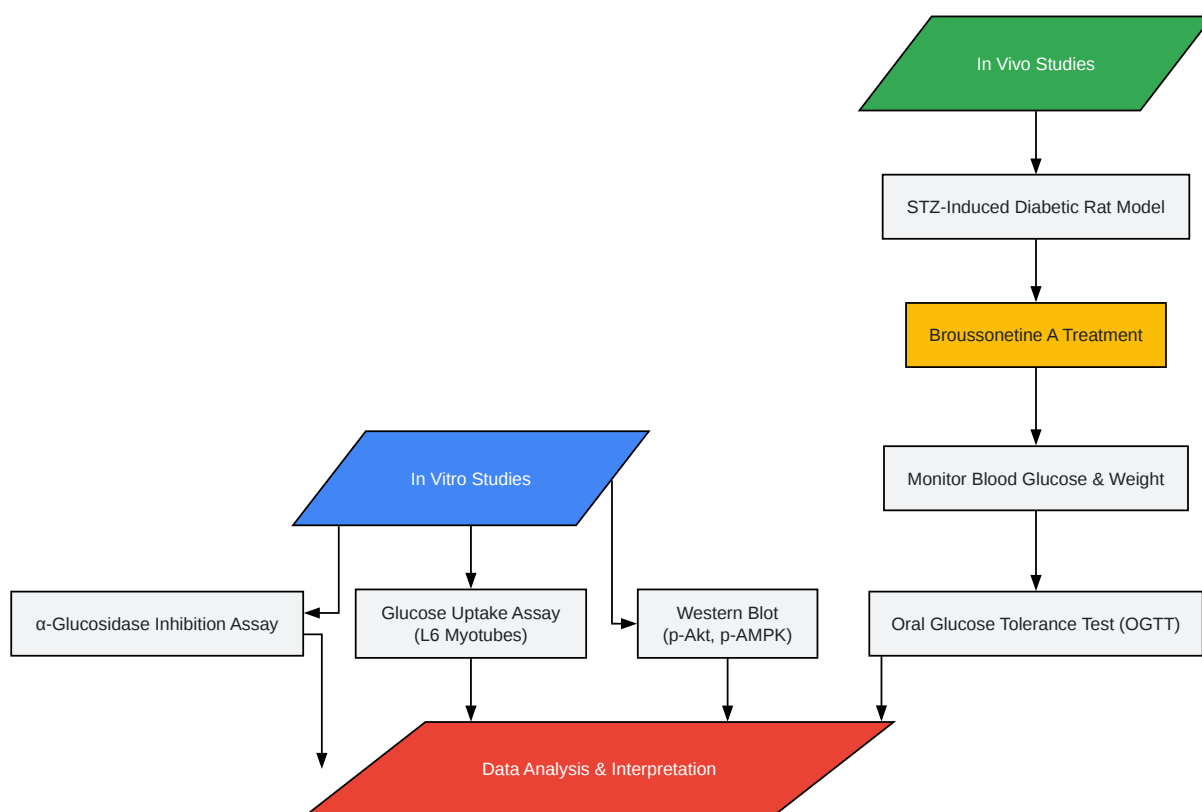 In Vivo Studies
STZ-Induced Diabetic Rat Model
Broussonetine A Treatment
Monitor Blood Glucose & Weight
In Vitro Studies
α-Glucosidase Inhibition Assay
Glucose Uptake Assay
(L6 Myotubes)
Western Blot
(p-Akt, p-AMPK)
Oral Glucose Tolerance Test (OGTT)
Data Analysis & Interpretation